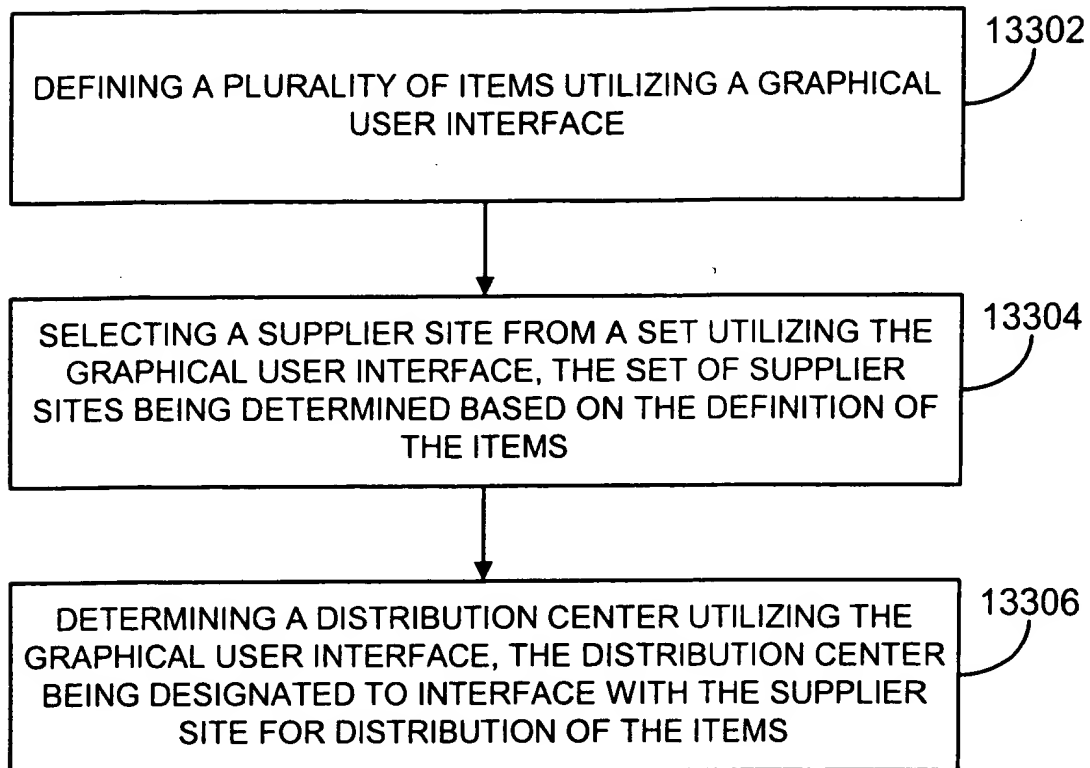 13302
DEFINING A PLURALITY OF ITEMS UTILIZING A GRAPHICAL
USER INTERFACE
13304
SELECTING A SUPPLIER SITE FROM A SET UTILIZING THE
GRAPHICAL USER INTERFACE, THE SET OF SUPPLIER
SITES BEING DETERMINED BASED ON THE DEFINITION OF
THE ITEMS
13306
DETERMINING A DISTRIBUTION CENTER UTILIZING THE
GRAPHICAL USER INTERFACE, THE DISTRIBUTION CENTER
BEING DESIGNATED TO INTERFACE WITH THE SUPPLIER
SITE FOR DISTRIBUTION OF THE ITEMS